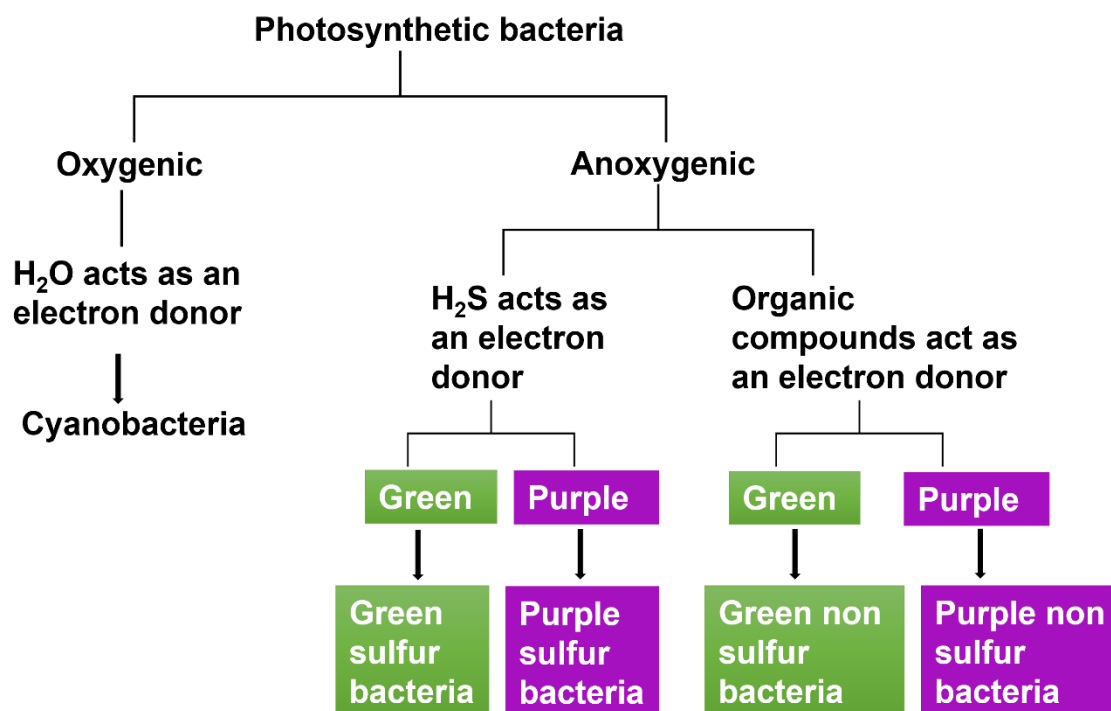 Photosynthetic bacteria
Oxygenic
Anoxygenic
H₂O acts as an
electron donor
H₂S acts as
an electron
donor
Organic
compounds act as
an electron donor
Cyanobacteria
Green
Purple
Green
Purple
Green
sulfur
bacteria
Purple
sulfur
bacteria
Green non
sulfur
bacteria
Purple non
sulfur
bacteria